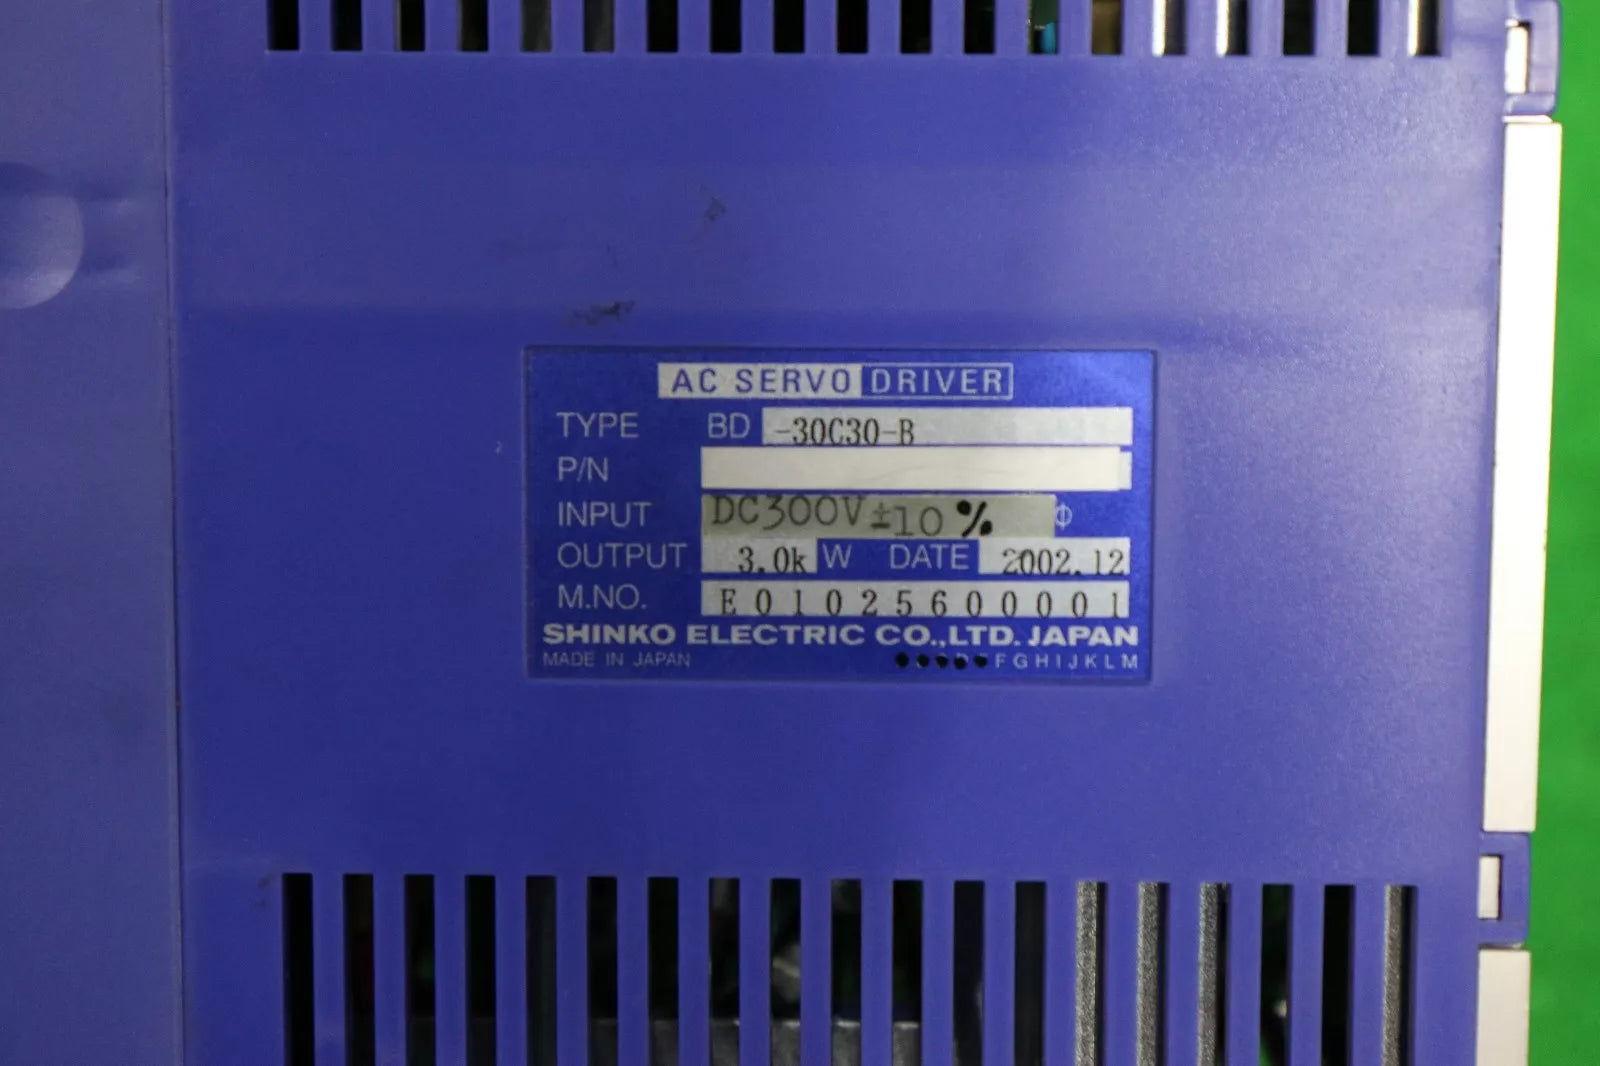 AC SERVO DRIVER
TYPE BD -30C30-B
P/N
INPUT DC300V ±10% Φ
OUTPUT 3.0k W DATE 2002.12
M.NO. E01025600001
SHINKO ELECTRIC CO.,LTD. JAPAN
MADE IN JAPAN FGHIJKLM